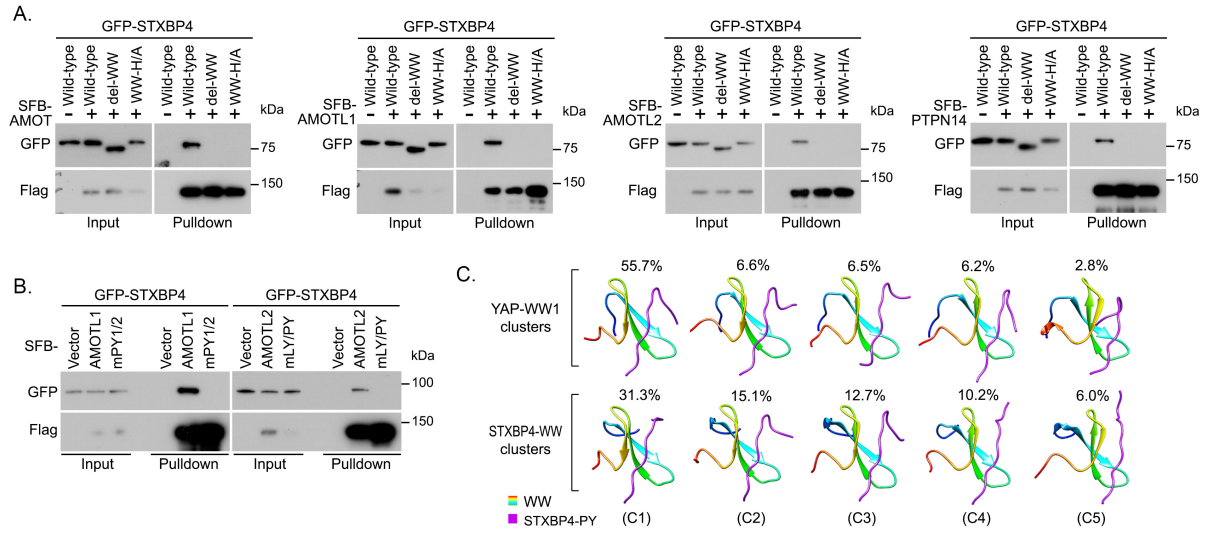 A.
GFP-STXBP4
Wild-type Wild-type del-WW WW-H/A Wild-type Wild-type del-WW WW-H/A
SFB-AMOT - + + + - + + +
kDa
GFP
75
Flag
150
Input Pulldown
GFP-STXBP4
Wild-type Wild-type del-WW WW-H/A Wild-type Wild-type del-WW WW-H/A
SFB-AMOTL1 - + + + - + + +
kDa
GFP
75
Flag
150
Input Pulldown
GFP-STXBP4
Wild-type Wild-type del-WW WW-H/A Wild-type Wild-type del-WW WW-H/A
SFB-AMOTL2 - + + + - + + +
kDa
GFP
75
Flag
150
Input Pulldown
GFP-STXBP4
Wild-type Wild-type del-WW WW-H/A Wild-type Wild-type del-WW WW-H/A
SFB-PTPN14 - + + + - + + +
kDa
GFP
75
Flag
150
Input Pulldown
B.
GFP-STXBP4 GFP-STXBP4
SFB- Vector AMOTL1 mPY1/2 Vector AMOTL1 mPY1/2 Vector AMOTL2 mLY/PY Vector AMOTL2 mLY/PY
kDa
GFP
100
Flag
150
Input Pulldown Input Pulldown
C.
55.7% 6.6% 6.5% 6.2% 2.8%
YAP-WW1
clusters
31.3% 15.1% 12.7% 10.2% 6.0%
STXBP4-WW
clusters
WW
STXBP4-PY
(C1) (C2) (C3) (C4) (C5)